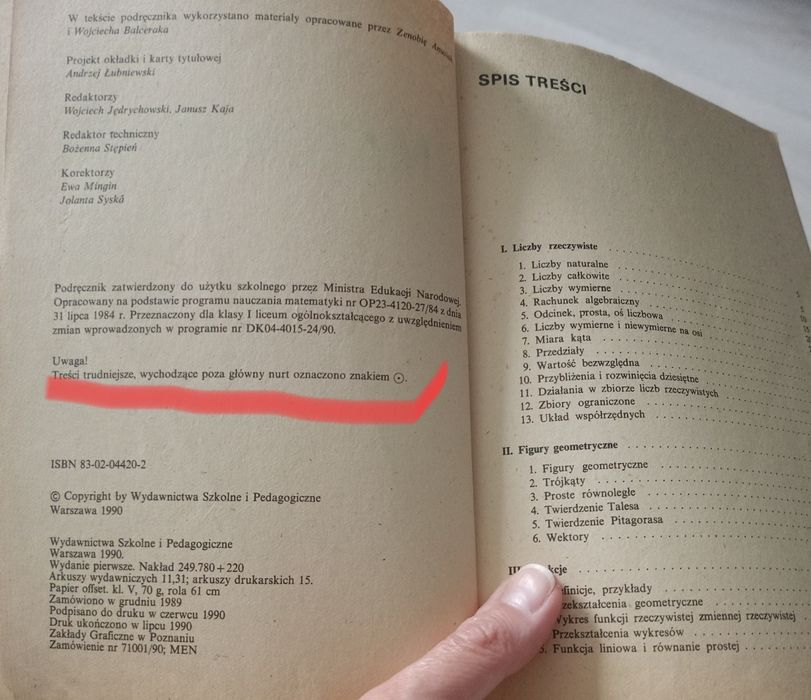 W tekście podręcznika wykorzystano materiały opracowane przez Zenobię
i Wojciecha Balceraka
Projekt okładki i karty tytułowej
Andrzej Łubniewski
Redaktorzy
Wojciech Jędrychowski, Janusz Kaja
Redaktor techniczny
Bożenna Stępień
Korektorzy
Ewa Mingin
Jolanta Syská
Podręcznik zatwierdzony do użytku szkolnego przez Ministra Edukacji Narodowej.
Opracowany na podstawie programu nauczania matematyki nr OP23-4120-27/84 z dnia
31 lipca 1984 r. Przeznaczony dla klasy I liceum ogólnokształcącego z uwzględnieniem
zmian wprowadzonych w programie nr DK04-4015-24/90.
Uwaga!
Treści trudniejsze, wychodzące poza główny nurt oznaczono znakiem ⊙.
ISBN 83-02-04420-2
© Copyright by Wydawnictwa Szkolne i Pedagogiczne
Warszawa 1990
Wydawnictwa Szkolne i Pedagogiczne
Warszawa 1990.
Wydanie pierwsze. Nakład 249.780+220
Arkuszy wydawniczych 11,31; arkuszy drukarskich 15.
Papier offset. kl. V, 70 g, rola 61 cm
Zamówiono w grudniu 1989
Podpisano do druku w czerwcu 1990
Druk ukończono w lipcu 1990
Zakłady Graficzne w Poznaniu
Zamówienie nr 71001/90; MEN
SPIS TREŚCI
I. Liczby rzeczywiste
1. Liczby naturalne
2. Liczby całkowite
3. Liczby wymierne
4. Rachunek algebraiczny
5. Odcinek, prosta, oś liczbowa
6. Liczby wymierne i niewymierne na osi
7. Miara kąta
8. Przedziały
9. Wartość bezwzględna
10. Przybliżenia i rozwinięcia dziesiętne
11. Działania w zbiorze liczb rzeczywistych
12. Zbiory ograniczone
13. Układ współrzędnych
II. Figury geometryczne
1. Figury geometryczne
2. Trójkąty
3. Proste równoległe
4. Twierdzenie Talesa
5. Twierdzenie Pitagorasa
6. Wektory
przykłady
geometryczne
Wykres funkcji rzeczywistej zmiennej rzeczywistej
Przekształcenia wykresów
5. Funkcja liniowa i równanie prostej